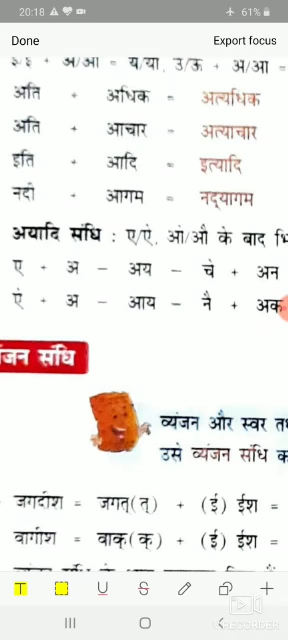 20:18 61%
Done Export focus
इ/ई + अ/आ = य/या, उ/ऊ + अ/आ =
अति + अधिक = अत्यधिक
अति + आचार = अत्याचार
इति + आदि = इत्यादि
नदी + आगम = नद्यागम
अयादि संधि : ए/ऐ, ओ/औ के बाद भि
ए + अ – अय – चे + अन
ऐ + अ – आय – नै + अक
जन संधि
व्यंजन और स्वर तथ
उसे व्यंजन संधि क
जगदीश = जगत्(त्) + (ई) ईश =
वागीश = वाक्(क्) + (ई) ईश =
T U S
RECORDER